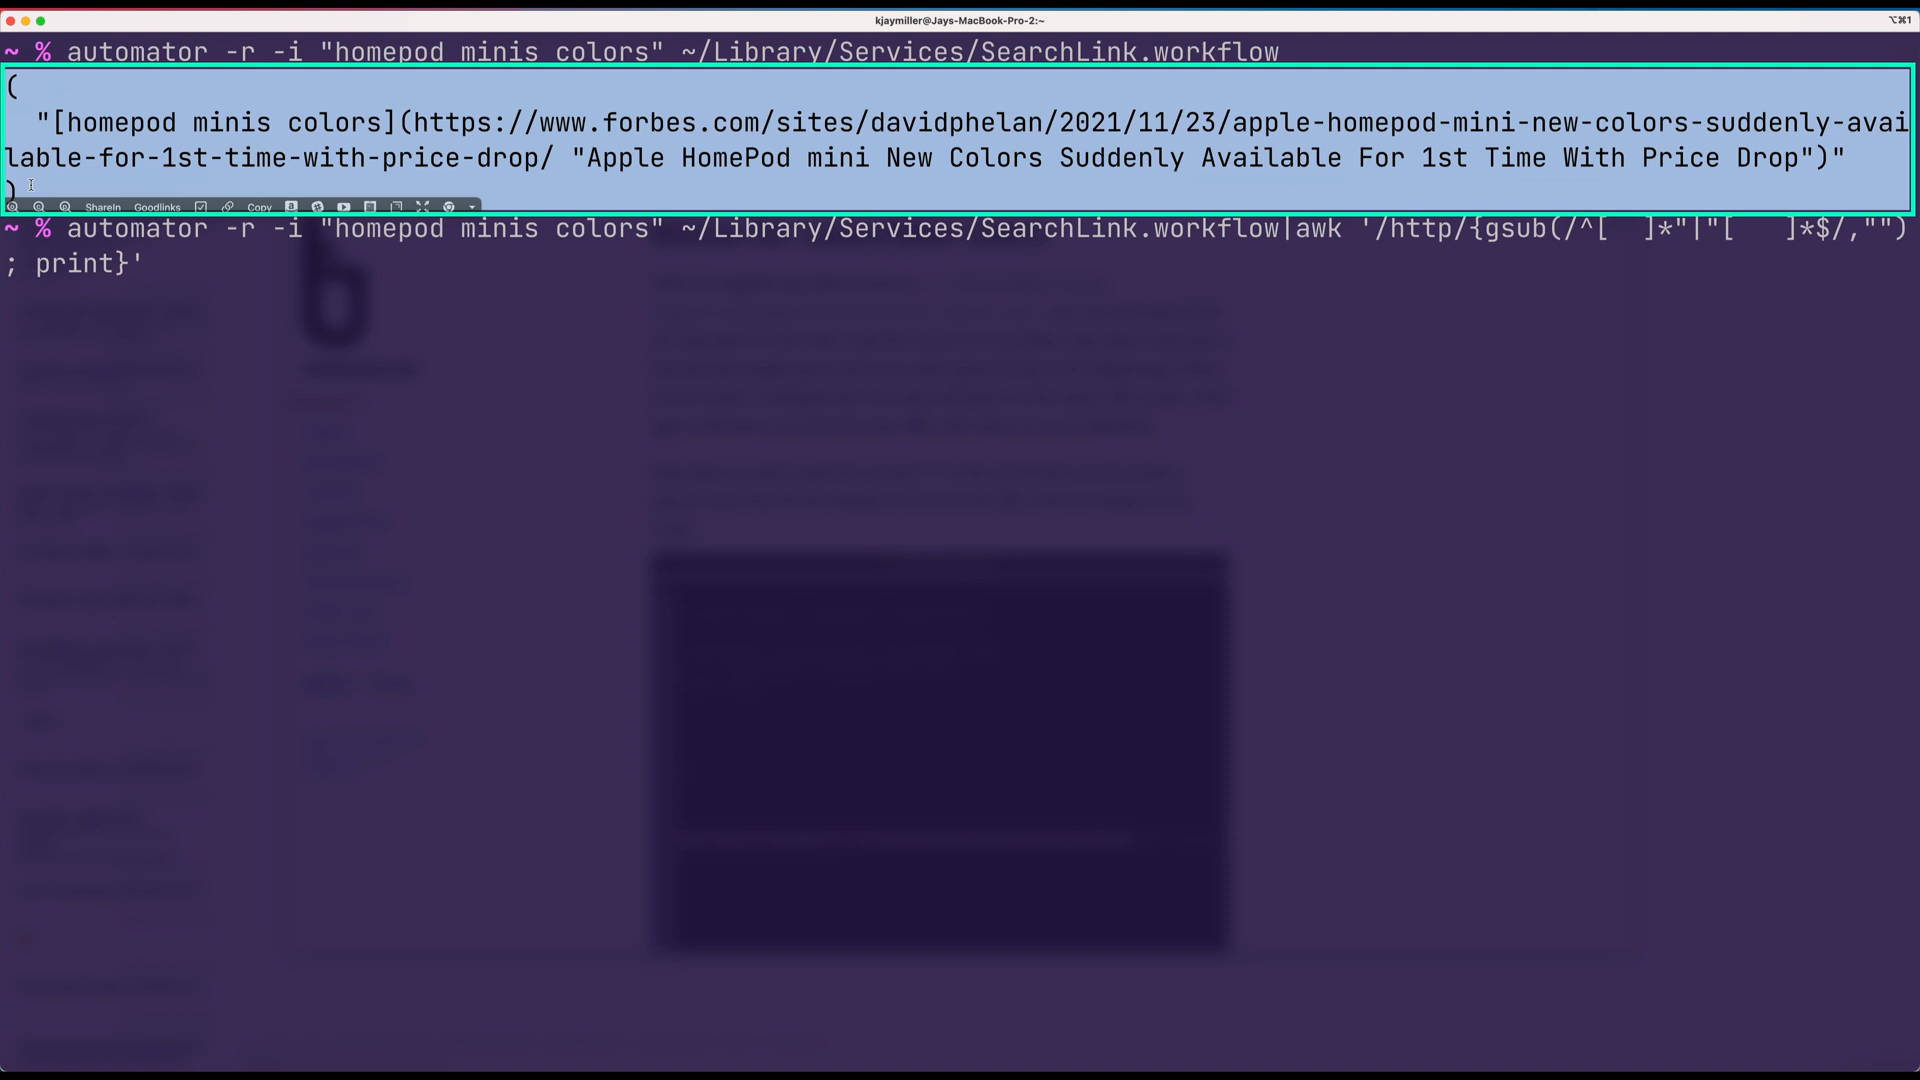 kjaymiller@Jays-MacBook-Pro-2:~
⌥⌘1
~ % automator -r -i "homepod minis colors" ~/Library/Services/SearchLink.workflow
(
"[homepod minis colors](https://www.forbes.com/sites/davidphelan/2021/11/23/apple-homepod-mini-new-colors-suddenly-avai
lable-for-1st-time-with-price-drop/ "Apple HomePod mini New Colors Suddenly Available For 1st Time With Price Drop")"
)
ShareIn Goodlinks Copy
~ % automator -r -i "homepod minis colors" ~/Library/Services/SearchLink.workflow|awk '/http/{gsub(/^[   ]*"|"[   ]*$/,"")
; print}'